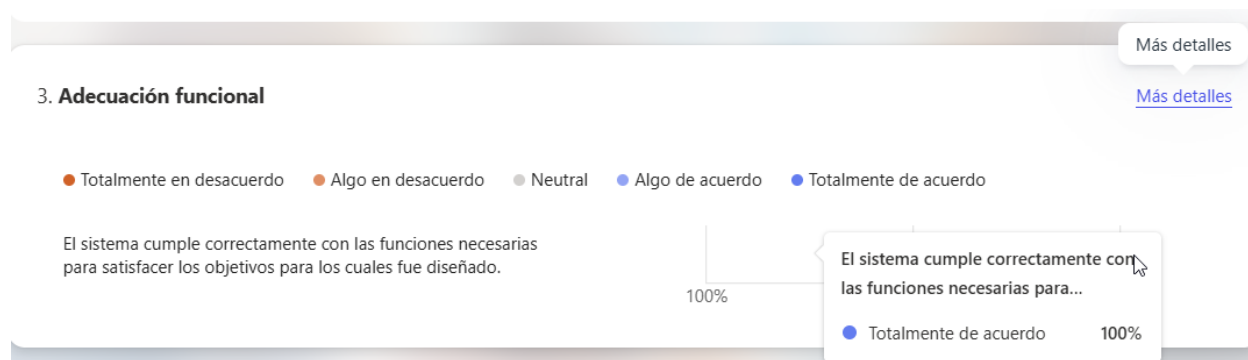 Más detalles
3. Adecuación funcional
Más detalles
Totalmente en desacuerdo Algo en desacuerdo Neutral Algo de acuerdo Totalmente de acuerdo
El sistema cumple correctamente con las funciones necesarias
para satisfacer los objetivos para los cuales fue diseñado.
100%
El sistema cumple correctamente con
las funciones necesarias para...
Totalmente de acuerdo 100%